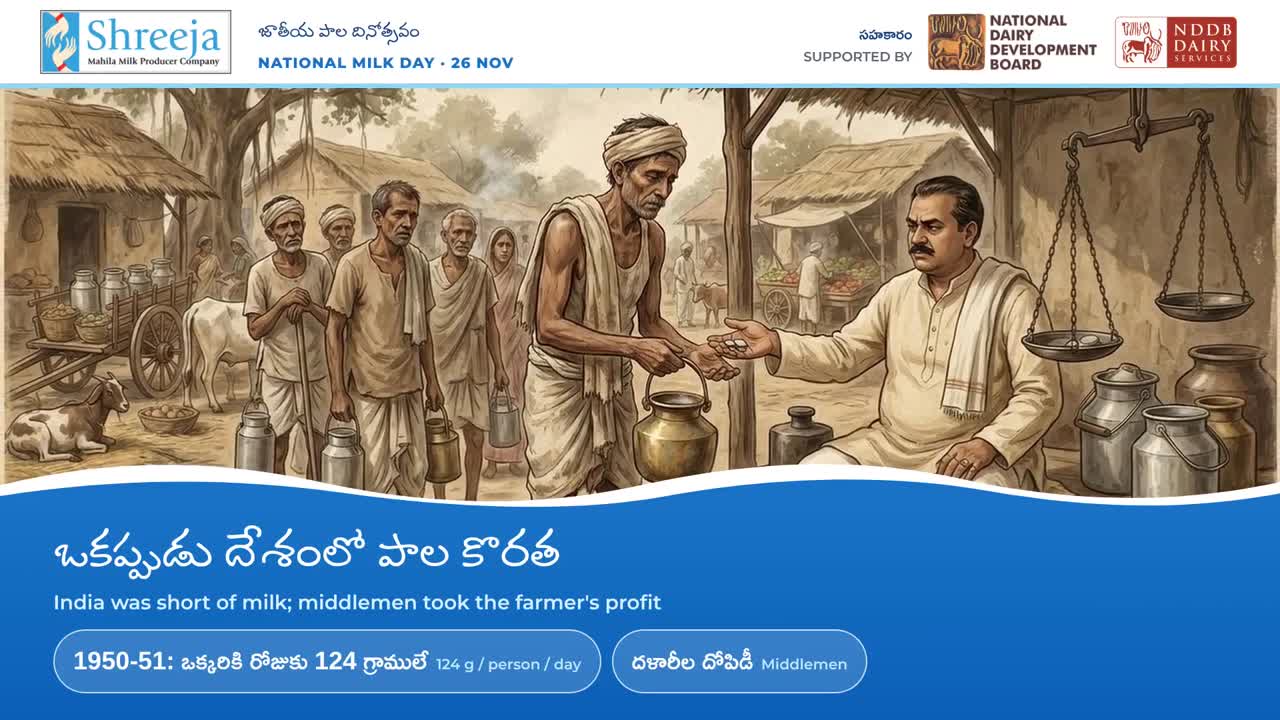 Shreeja
Mahila Milk Producer Company
జాతీయ పాల దినోత్సవం
NATIONAL MILK DAY · 26 NOV
సహకారం
SUPPORTED BY
NATIONAL
DAIRY
DEVELOPMENT
BOARD
NDDB
DAIRY
SERVICES
ఒకప్పుడు దేశంలో పాల కొరత
India was short of milk; middlemen took the farmer's profit
1950-51: ఒక్కరికి రోజుకు 124 గ్రాములే 124 g / person / day
దళారీల దోపిడీ Middlemen